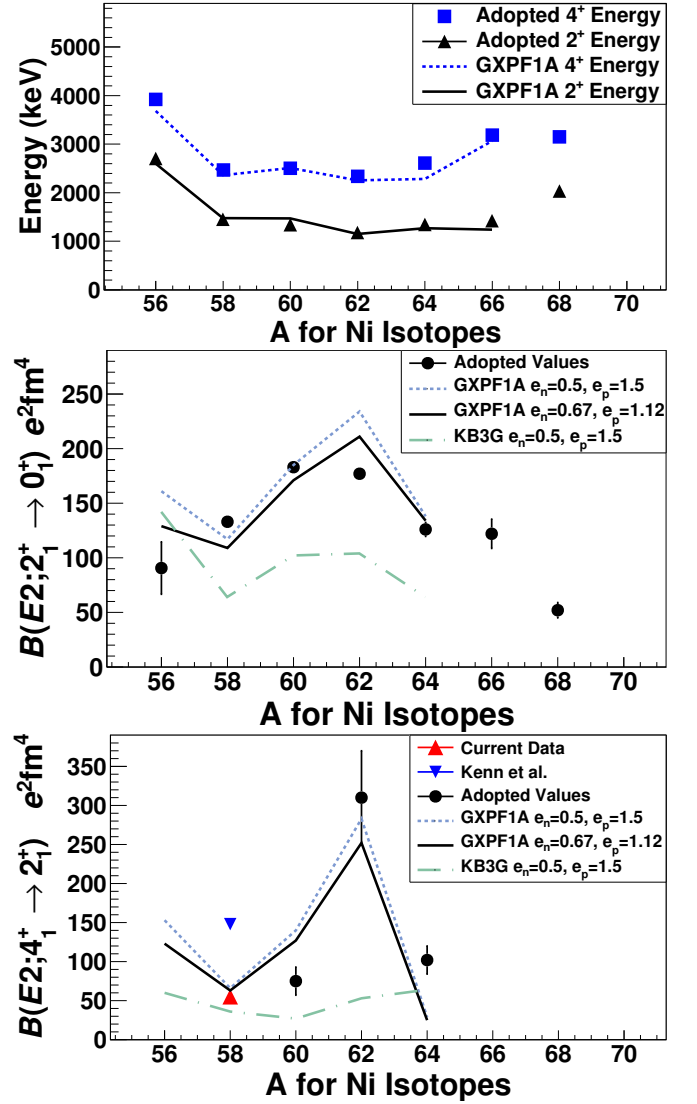 Adopted 4⁺ Energy
Adopted 2⁺ Energy
GXPF1A 4⁺ Energy
GXPF1A 2⁺ Energy
Energy (keV)
5000
4000
3000
2000
1000
0
56 58 60 62 64 66 68 70
A for Ni Isotopes
Adopted Values
GXPF1A eₙ=0.5, eₚ=1.5
GXPF1A eₙ=0.67, eₚ=1.12
KB3G eₙ=0.5, eₚ=1.5
B(E2;2₁⁺ → 0₁⁺) e²fm⁴
250
200
150
100
50
0
56 58 60 62 64 66 68 70
A for Ni Isotopes
Current Data
Kenn et al.
Adopted Values
GXPF1A eₙ=0.5, eₚ=1.5
GXPF1A eₙ=0.67, eₚ=1.12
KB3G eₙ=0.5, eₚ=1.5
B(E2;4₁⁺ → 2₁⁺) e²fm⁴
350
300
250
200
150
100
50
0
56 58 60 62 64 66 68 70
A for Ni Isotopes